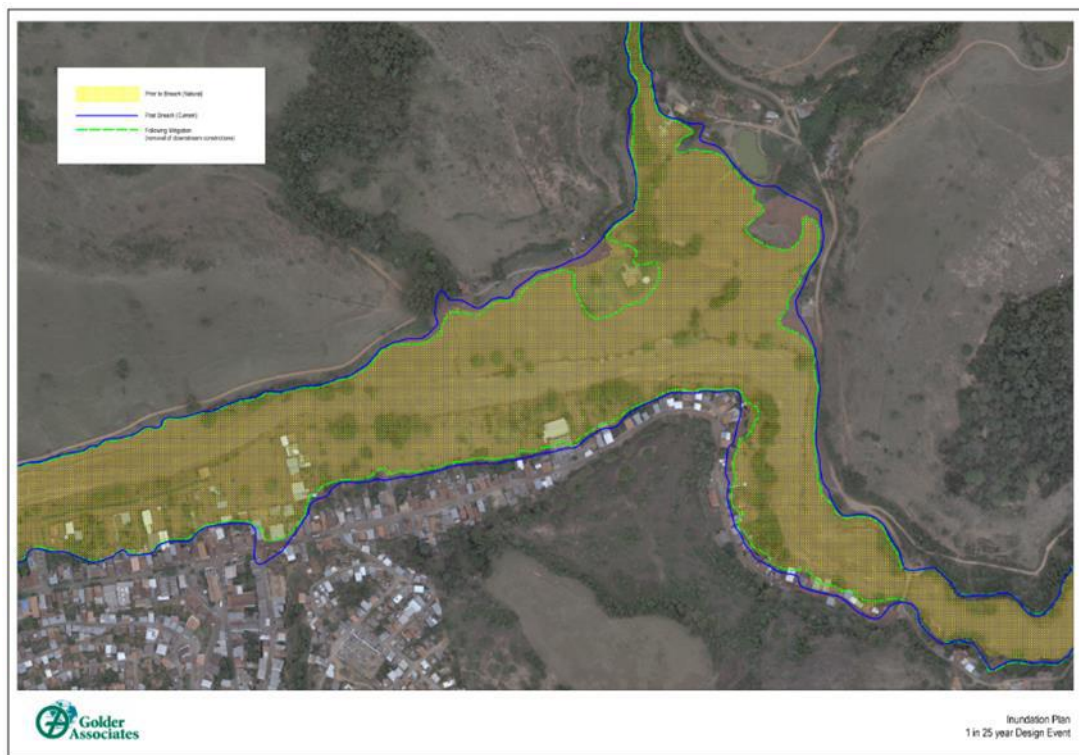 Prior to Breach (Natural)
Post Breach (Current)
Following Mitigation
(removal of downstream constrictions)
Golder
Associates
Inundation Plan
1 in 25 year Design Event